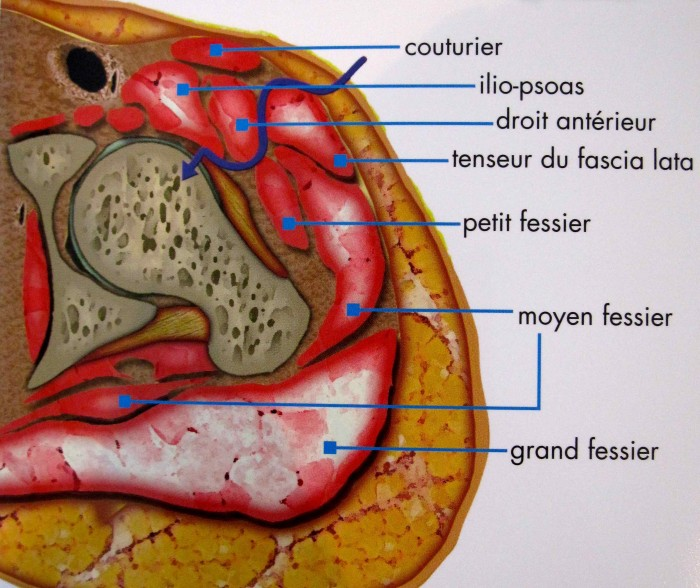 couturier
ilio-psoas
droit antérieur
tenseur du fascia lata
petit fessier
moyen fessier
grand fessier